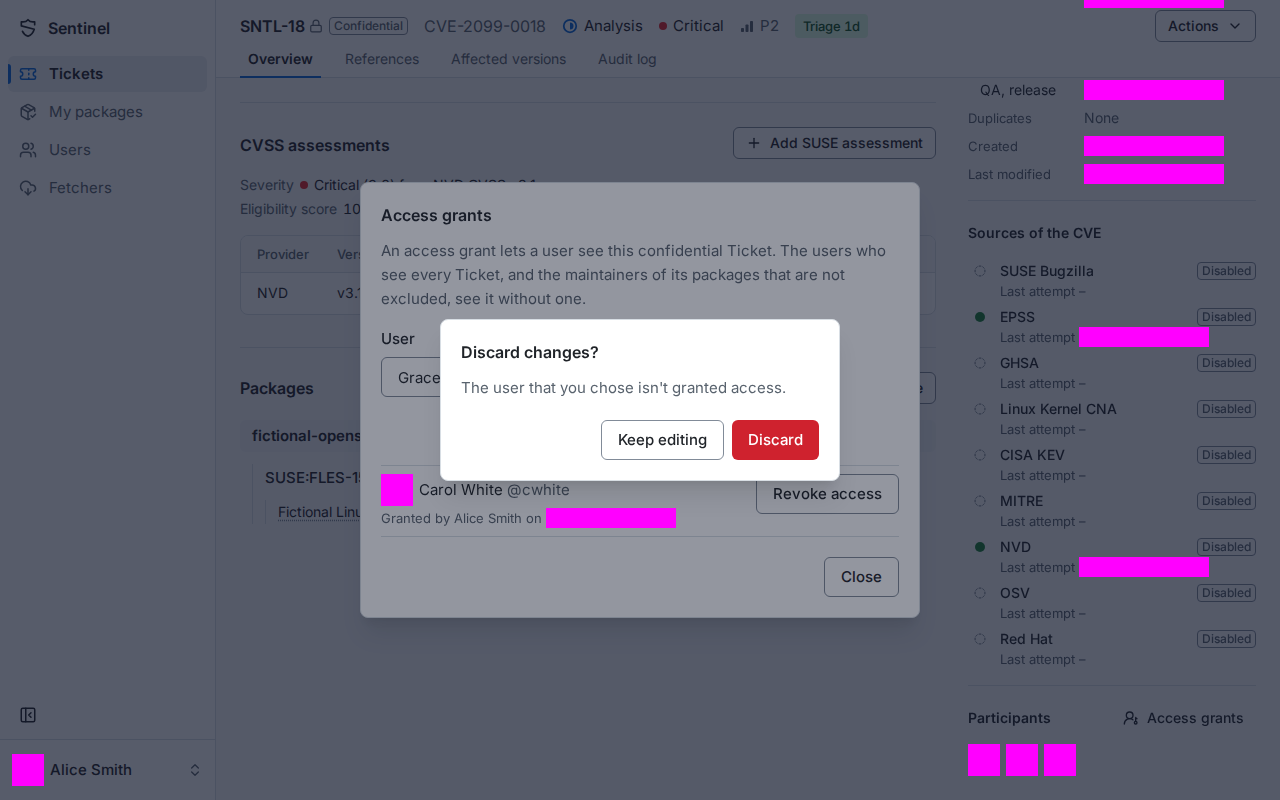 Sentinel
Tickets
My packages
Users
Fetchers
Alice Smith
SNTL-18 Confidential CVE-2099-0018 Analysis Critical P2 Triage 1d
Actions
Overview References Affected versions Audit log
CVSS assessments
Add SUSE assessment
Severity Critical
Eligibility score 10
Provider
NVD v3.1
Packages
fictional-opens
SUSE:FLES-15
Fictional Linu
Access grants
An access grant lets a user see this confidential Ticket. The users who
see every Ticket, and the maintainers of its packages that are not
excluded, see it without one.
User
Grace
Discard changes?
The user that you chose isn't granted access.
Keep editing
Discard
Carol White @cwhite
Revoke access
Granted by Alice Smith on
Close
QA, release
Duplicates None
Created
Last modified
Sources of the CVE
SUSE Bugzilla Disabled
Last attempt –
EPSS Disabled
Last attempt
GHSA Disabled
Last attempt –
Linux Kernel CNA Disabled
Last attempt –
CISA KEV Disabled
Last attempt –
MITRE Disabled
Last attempt –
NVD Disabled
Last attempt
OSV Disabled
Last attempt –
Red Hat Disabled
Last attempt –
Participants
Access grants